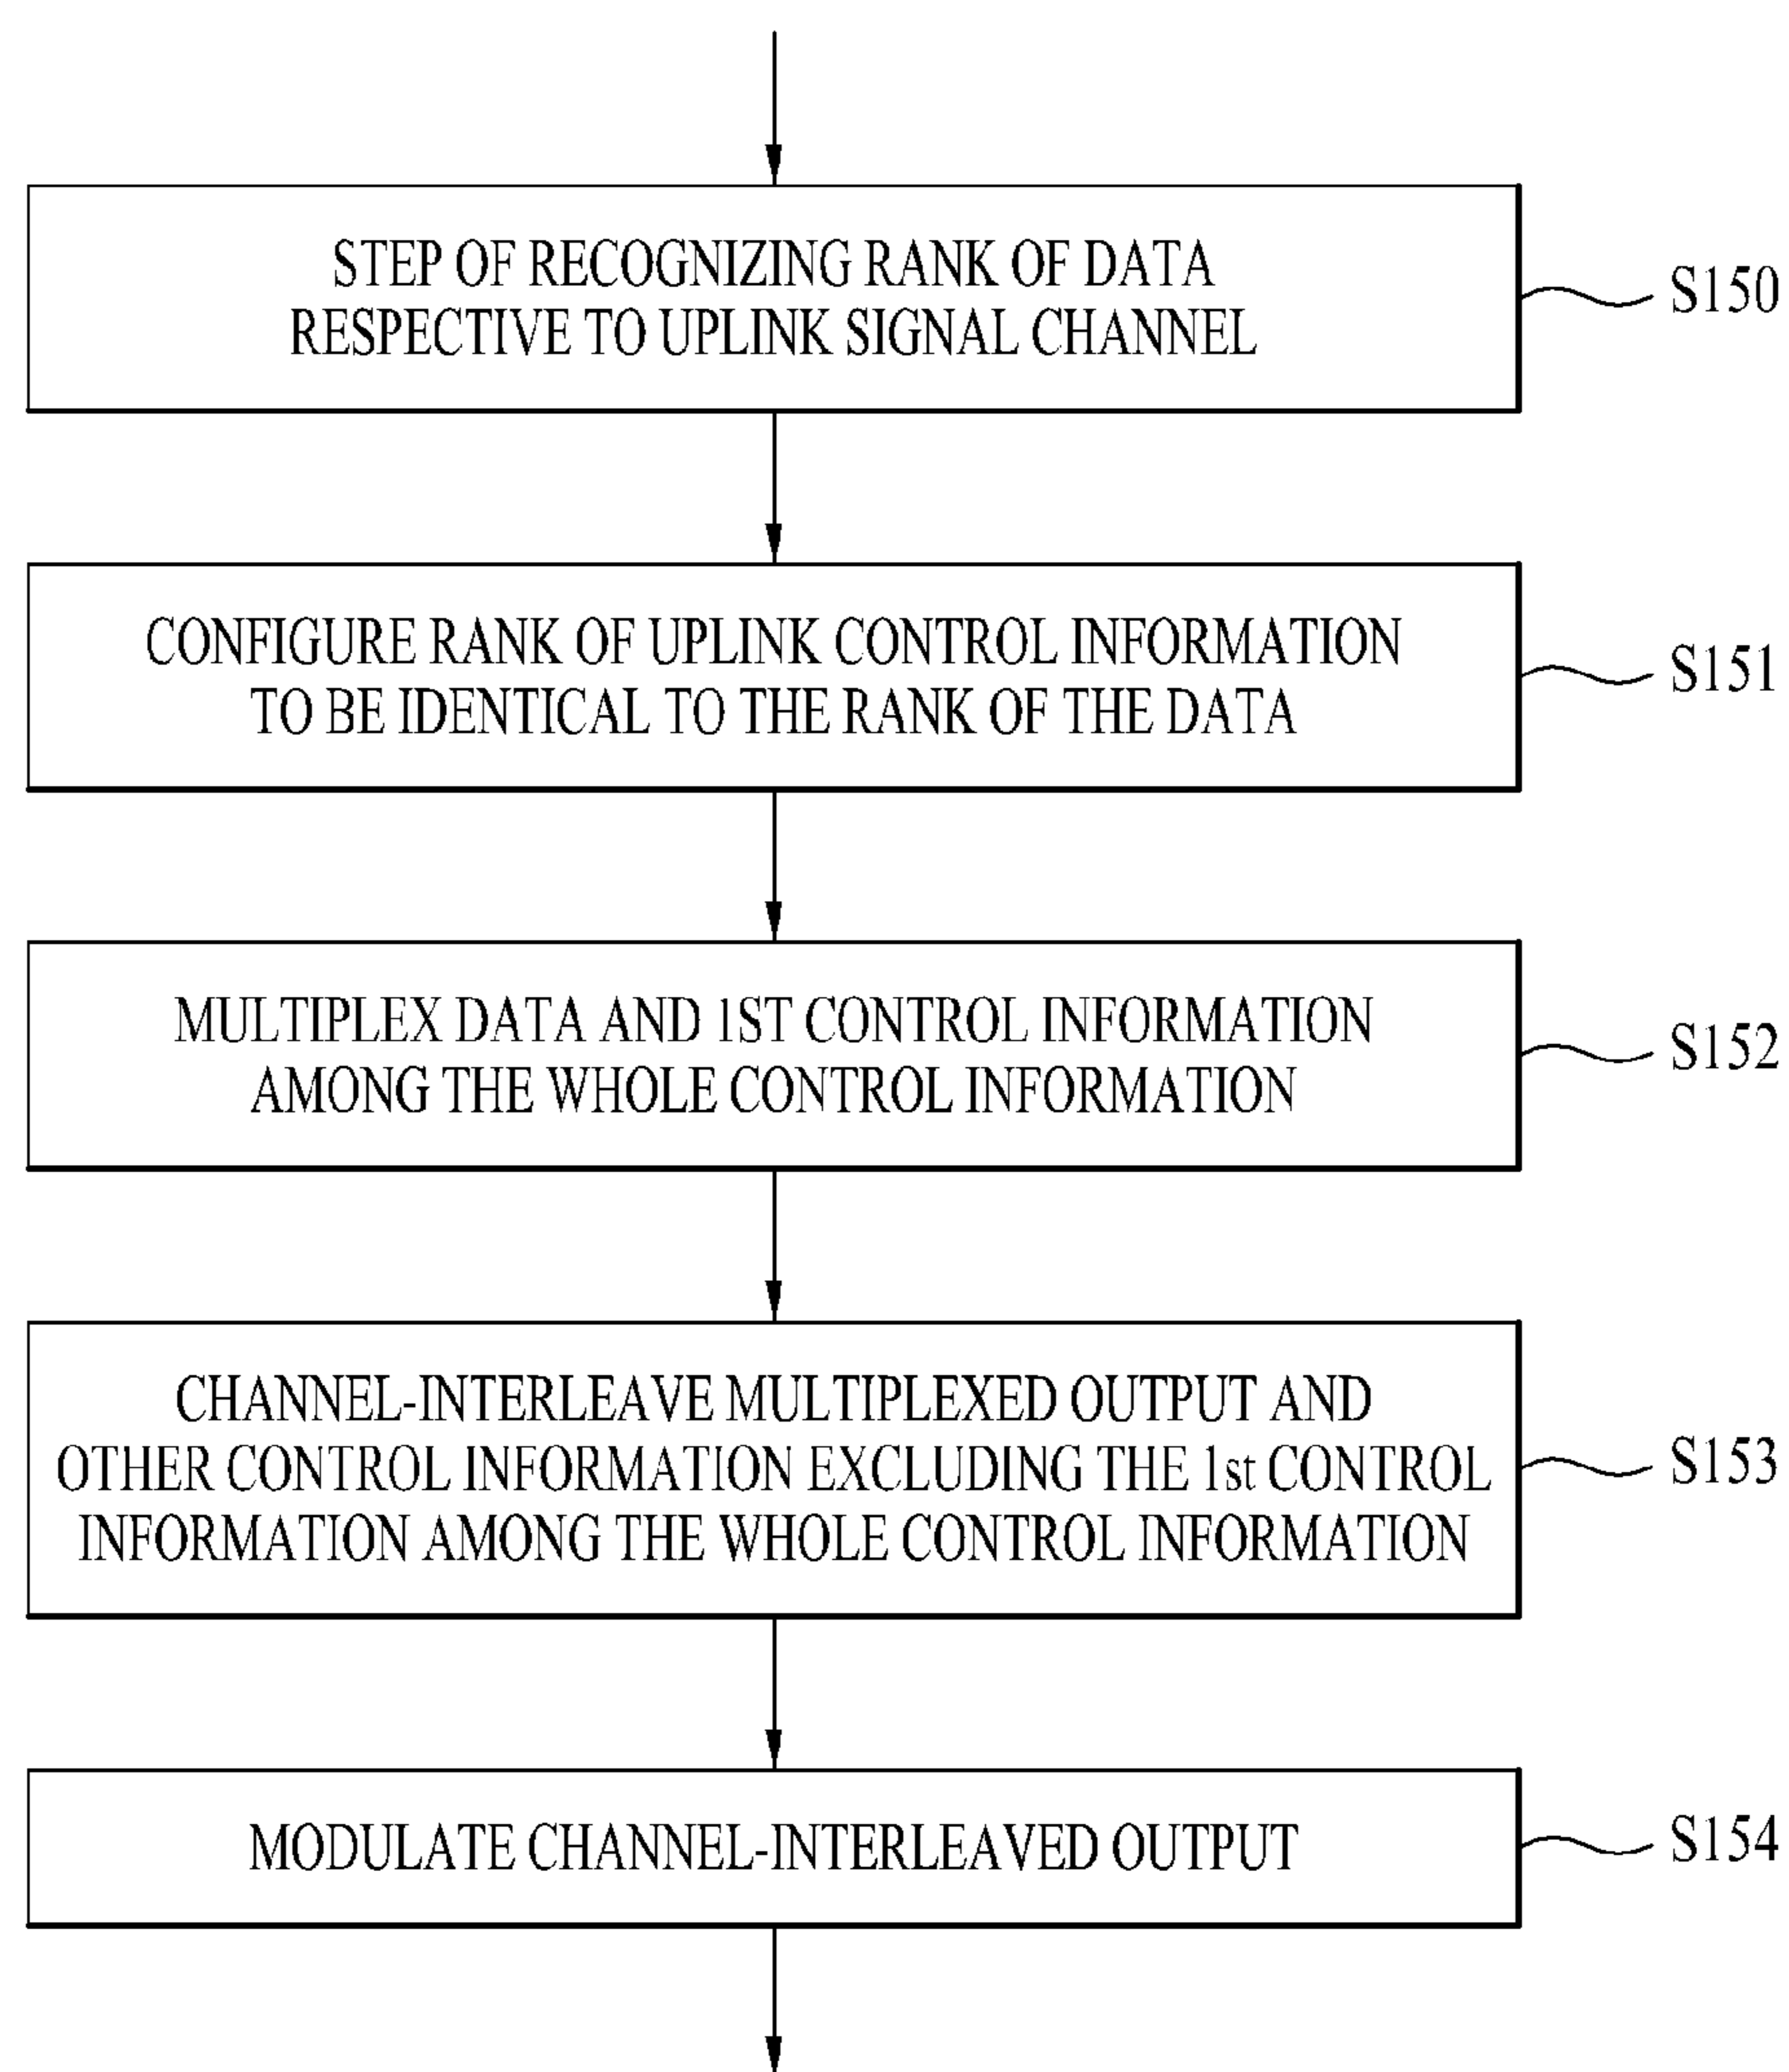 STEP OF RECOGNIZING RANK OF DATA
RESPECTIVE TO UPLINK SIGNAL CHANNEL
S150
CONFIGURE RANK OF UPLINK CONTROL INFORMATION
TO BE IDENTICAL TO THE RANK OF THE DATA
S151
MULTIPLEX DATA AND 1ST CONTROL INFORMATION
AMONG THE WHOLE CONTROL INFORMATION
S152
CHANNEL-INTERLEAVE MULTIPLEXED OUTPUT AND
OTHER CONTROL INFORMATION EXCLUDING THE 1st CONTROL
INFORMATION AMONG THE WHOLE CONTROL INFORMATION
S153
MODULATE CHANNEL-INTERLEAVED OUTPUT
S154